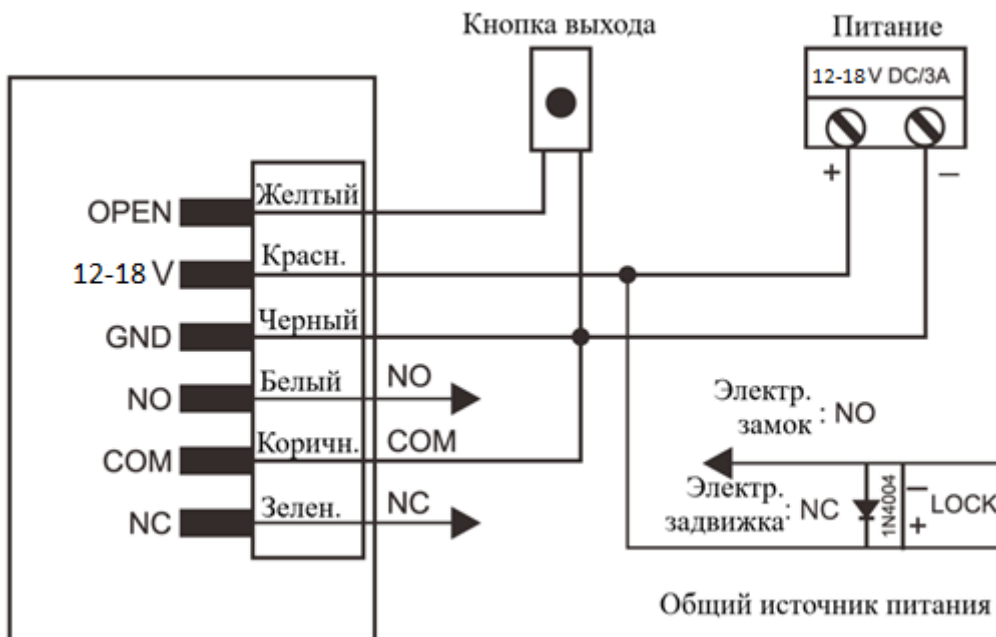 Кнопка выхода
Питание
12-18 V DC/3A
+
–
OPEN
Желтый
12-18 V
Красн.
GND
Черный
NO
Белый
NO
COM
Коричн.
COM
NC
Зелен.
NC
Электр.
замок : NO
Электр.
задвижка : NC
1N4004
–
+
LOCK
Общий источник питания